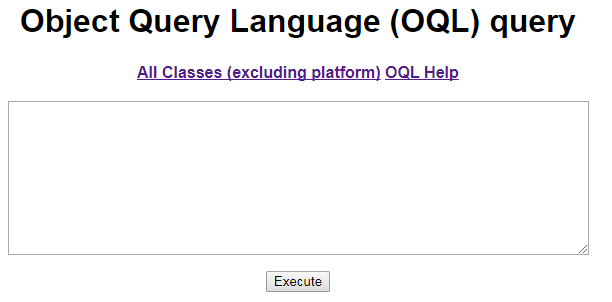 Object Query Language (OQL) query
All Classes (excluding platform) OQL Help
Execute